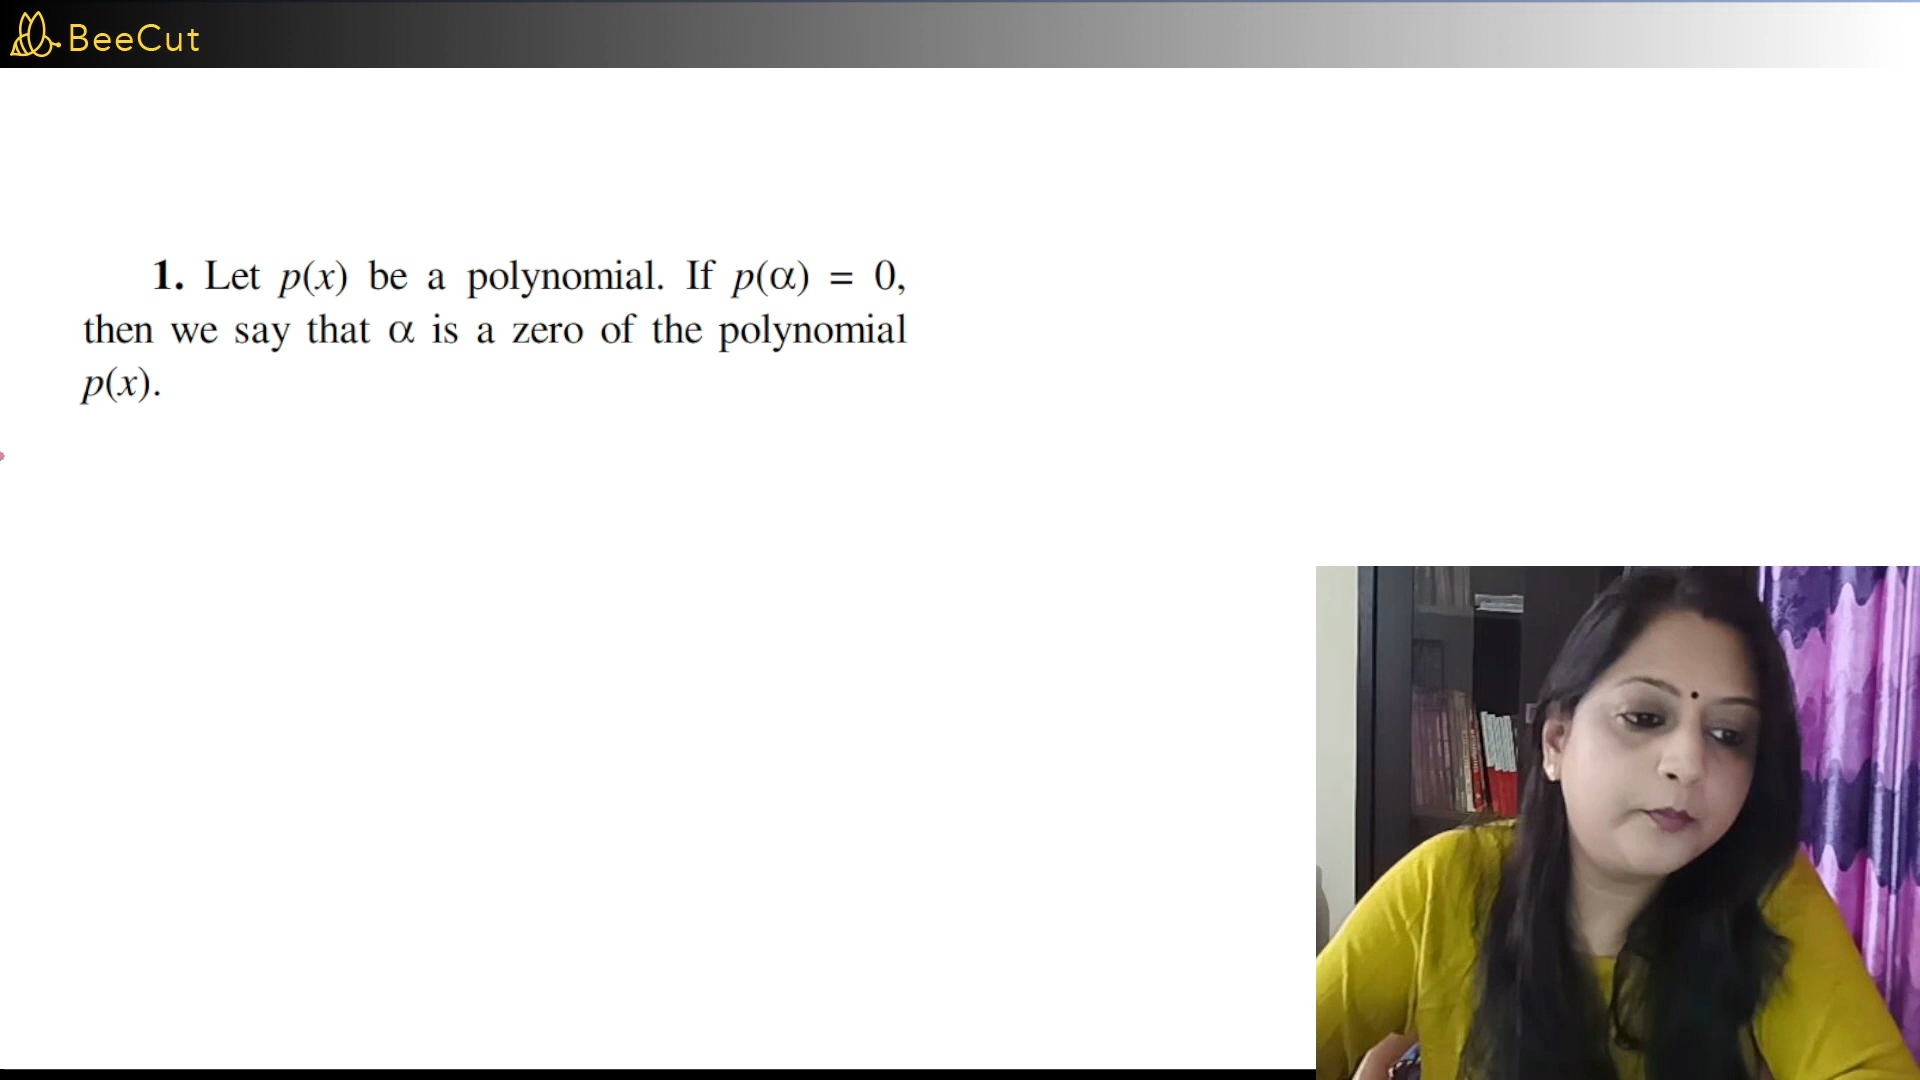 BeeCut
1. Let p(x) be a polynomial. If p(α) = 0,
then we say that α is a zero of the polynomial
p(x).